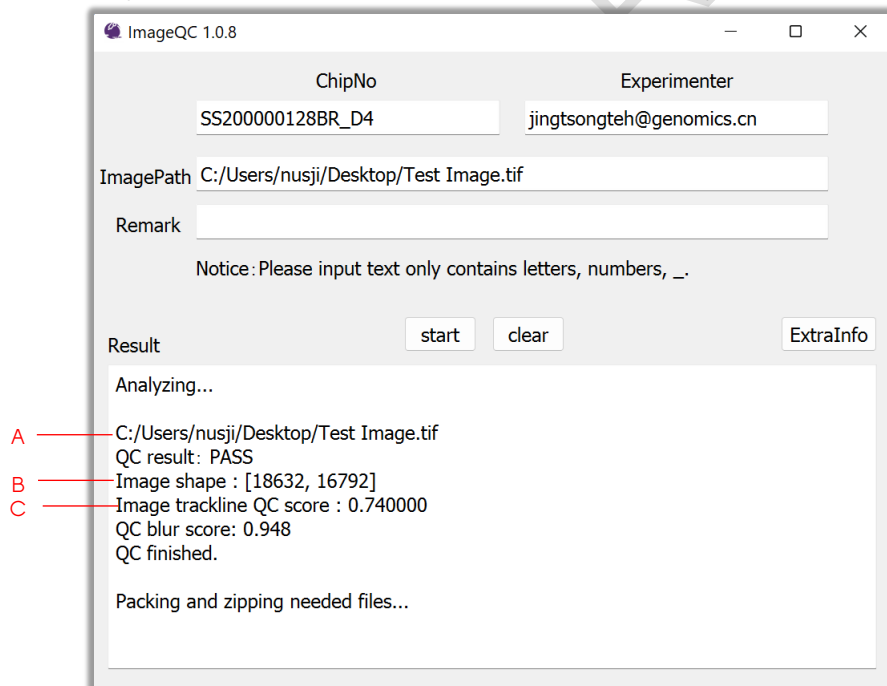 ImageQC 1.0.8
ChipNo Experimenter
SS200000128BR_D4 jingtsongteh@genomics.cn
ImagePath C:/Users/nusji/Desktop/Test Image.tif
Remark
Notice:Please input text only contains letters, numbers, _.
Result start clear ExtraInfo
Analyzing...
A C:/Users/nusji/Desktop/Test Image.tif
QC result: PASS
B Image shape : [18632, 16792]
C Image trackline QC score : 0.740000
QC blur score: 0.948
QC finished.
Packing and zipping needed files...